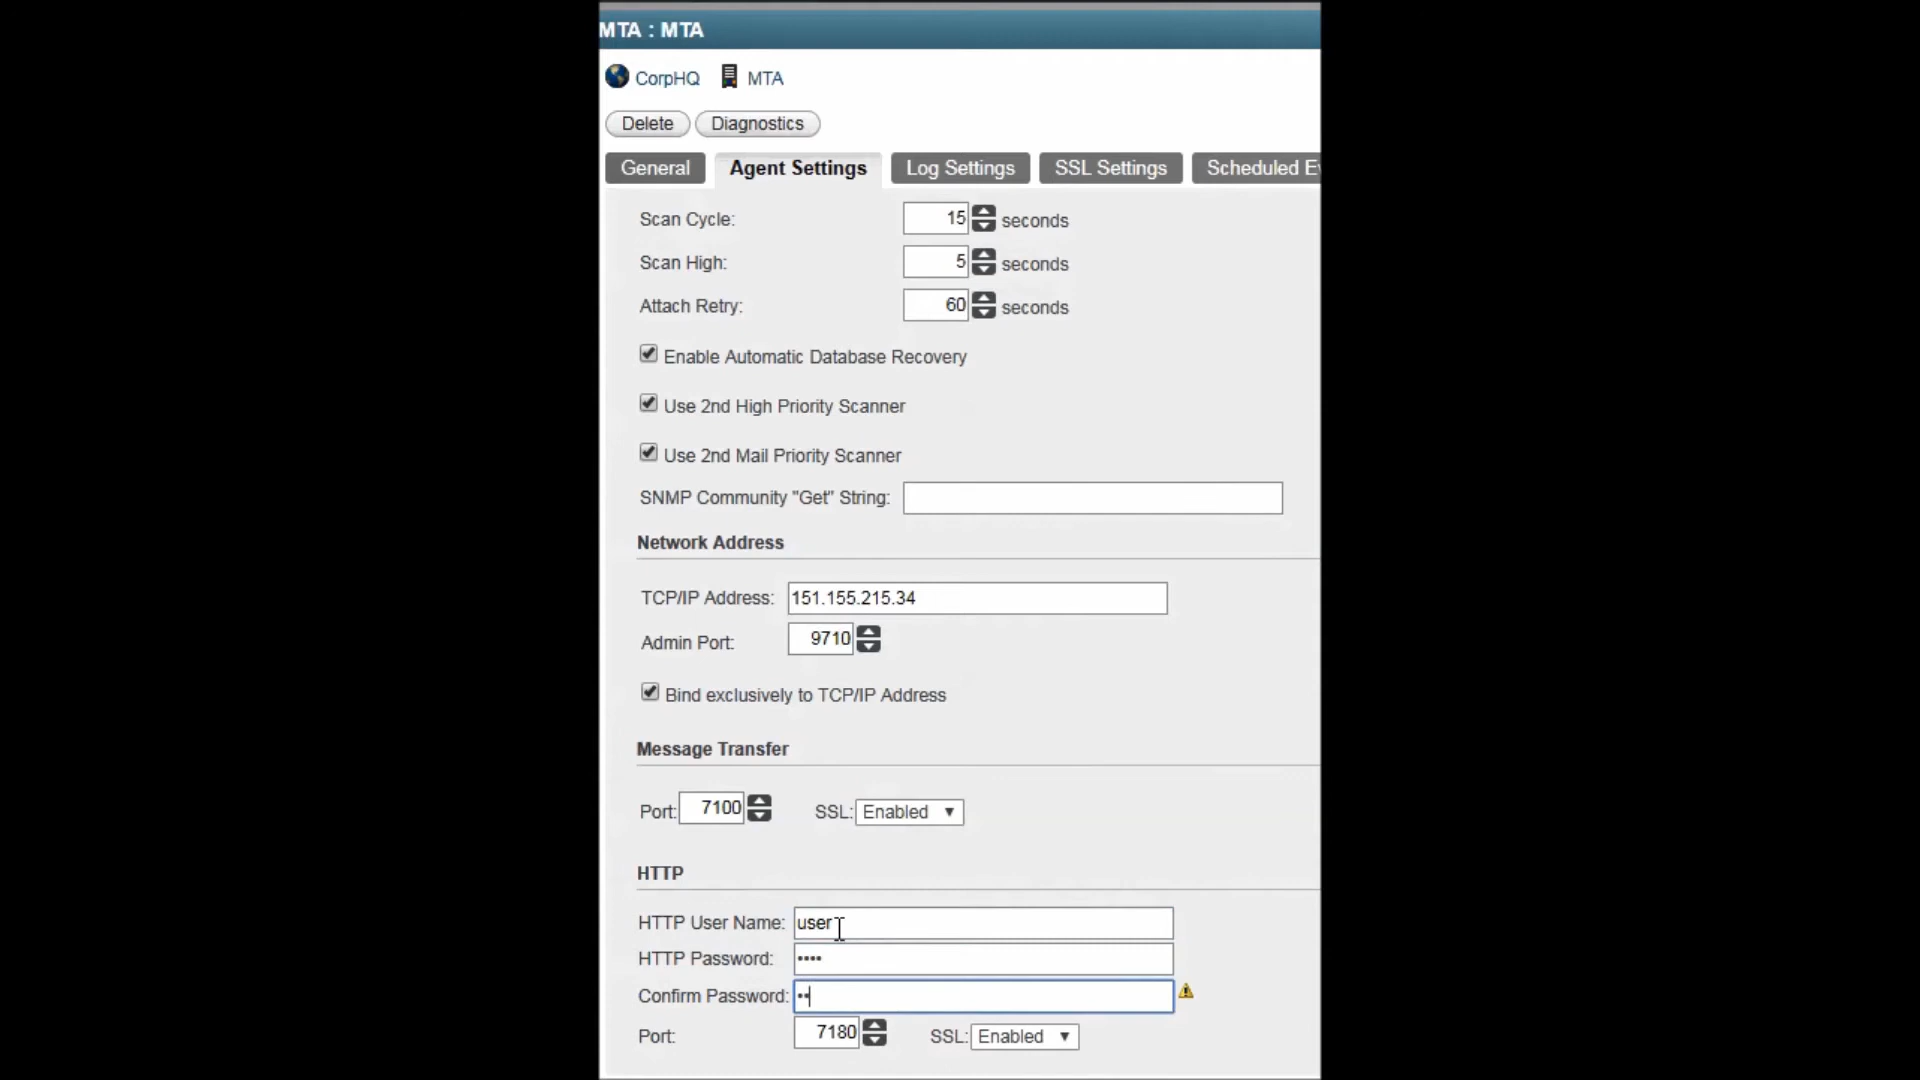 MTA : MTA
CorpHQ MTA
Delete Diagnostics
General Agent Settings Log Settings SSL Settings Scheduled Ev
Scan Cycle: 15 seconds
Scan High: 5 seconds
Attach Retry: 60 seconds
Enable Automatic Database Recovery
Use 2nd High Priority Scanner
Use 2nd Mail Priority Scanner
SNMP Community "Get" String:
Network Address
TCP/IP Address: 151.155.215.34
Admin Port: 9710
Bind exclusively to TCP/IP Address
Message Transfer
Port: 7100 SSL: Enabled
HTTP
HTTP User Name: user
HTTP Password: ••••
Confirm Password: ••
Port: 7180 SSL: Enabled